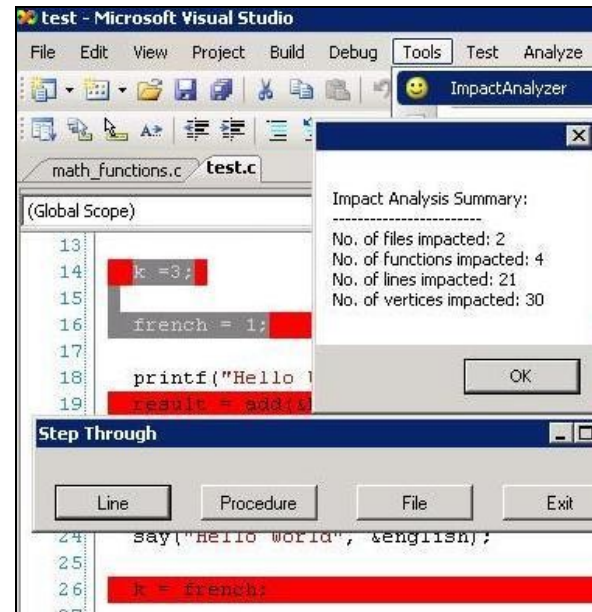 test - Microsoft Visual Studio
File Edit View Project Build Debug Tools Test Analyze
ImpactAnalyzer
math_functions.c test.c
(Global Scope)
Impact Analysis Summary:
-----------------------
No. of files impacted: 2
No. of functions impacted: 4
No. of lines impacted: 21
No. of vertices impacted: 30
OK
13
14 k =3;
15
16 french = 1;
17
18 printf("Hello
19 result = add(&
Step Through
Line Procedure File Exit
24 say("Hello World", &english);
25
26 k = french;